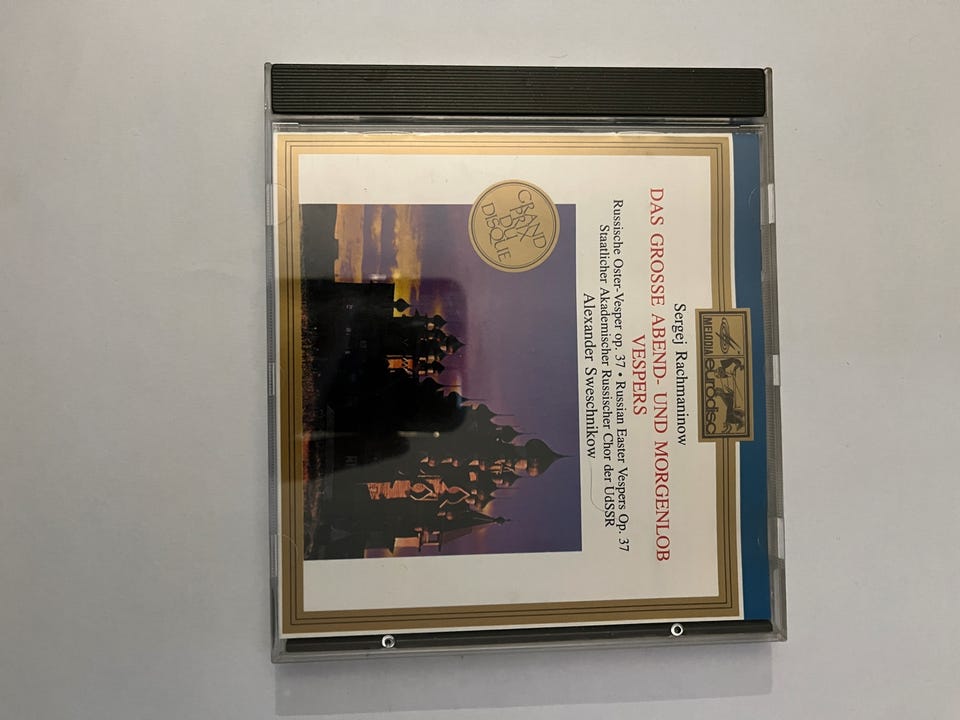 MELODIA
eurodisc
Sergej Rachmaninow
DAS GROSSE ABEND- UND MORGENLOB
VESPERS
Russische Oster-Vesper op. 37 • Russian Easter Vespers Op. 37
Staatlicher Akademischer Russischer Chor der UdSSR
Alexander Sweschnikow
GRAND
PRIX
DU
DISQUE